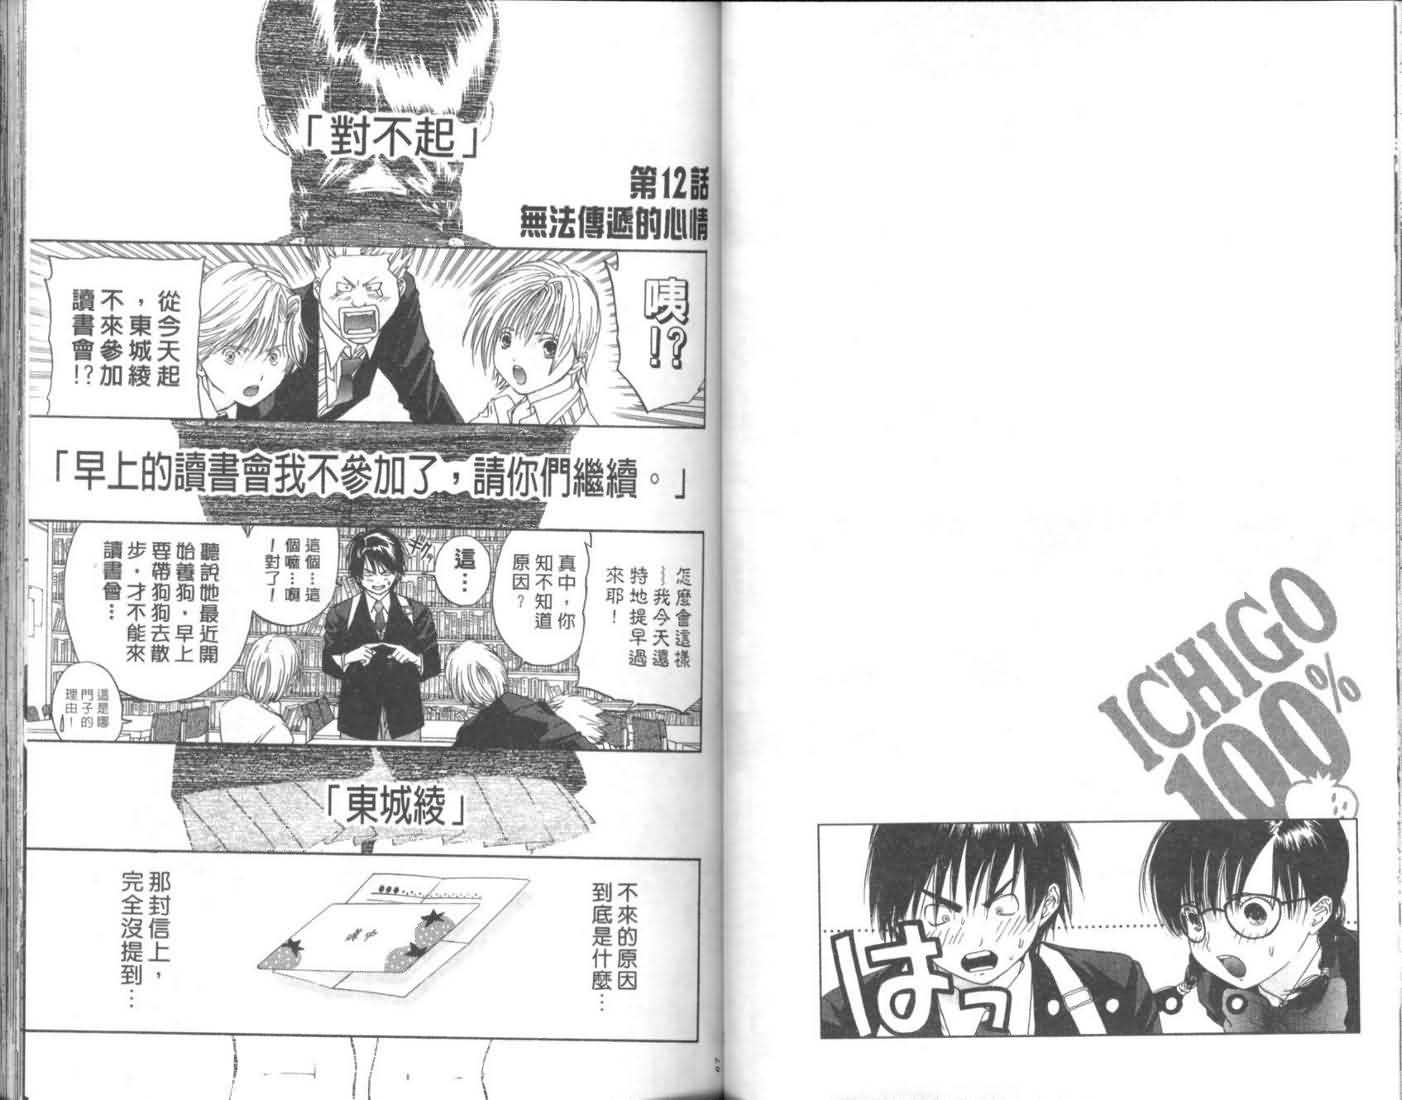 ICHIGO
100%
はっ
「對不起」
第12話
無法傳遞的心情
咦
!?
從今天起
，東城綾
不來參加
讀書會!?
「早上的讀書會我不參加了，請你們繼續。」
怎麼會這樣
～我今天還
特地提早過
來耶！
真中，你
知不知道
原因？
這…
ギクッ
這個…這
個嘛…啊
！對了！
聽說她最近開
始養狗，早上
要帶狗狗去散
步，才不能來
讀書會…
這是哪
門子的
理由！
「東城綾」
不來的原因
到底是什麼…
那封信上，
完全沒提到…